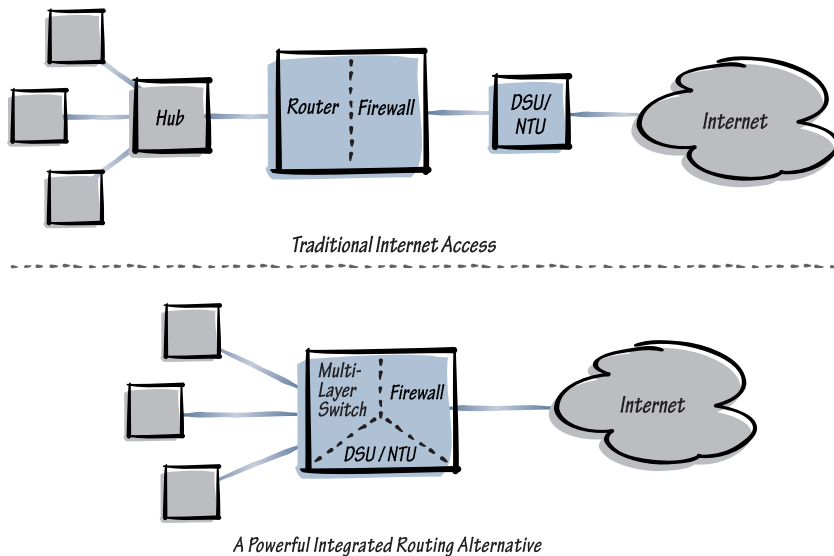 Hub
Router
Firewall
DSU/
NTU
Internet
Traditional Internet Access
Multi-
Layer
Switch
Firewall
DSU / NTU
Internet
A Powerful Integrated Routing Alternative